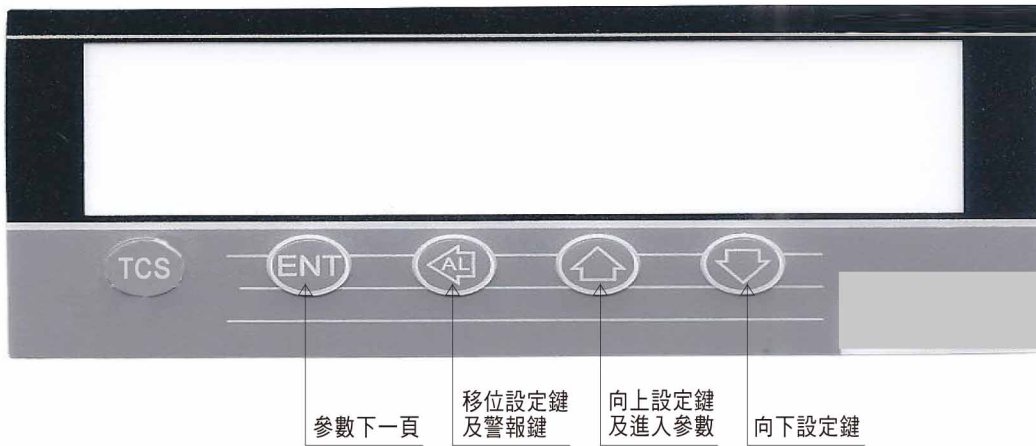 TCS
ENT
AL
參數下一頁
移位設定鍵
及警報鍵
向上設定鍵
及進入參數
向下設定鍵